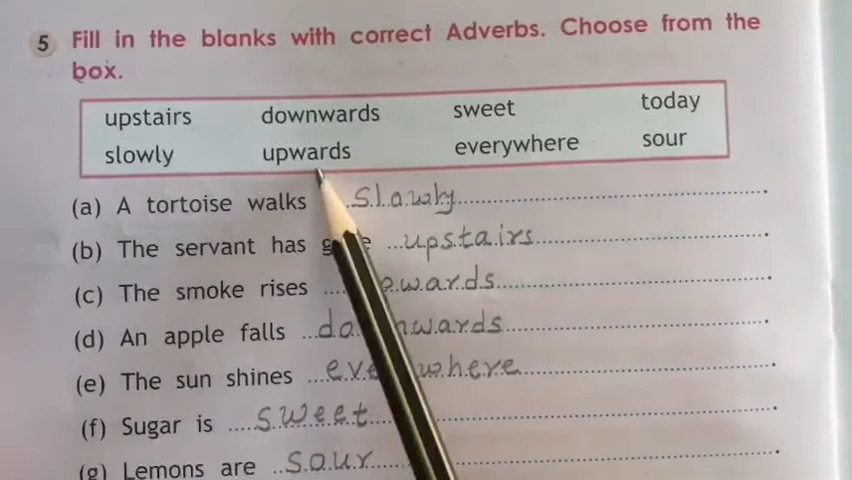 5 Fill in the blanks with correct Adverbs. Choose from the
box.
upstairs downwards sweet today
slowly upwards everywhere sour
(a) A tortoise walks slowly
(b) The servant has upstairs
(c) The smoke rises
(d) An apple falls
(e) The sun shines
(f) Sugar is sweet
(g) Lemons are sour